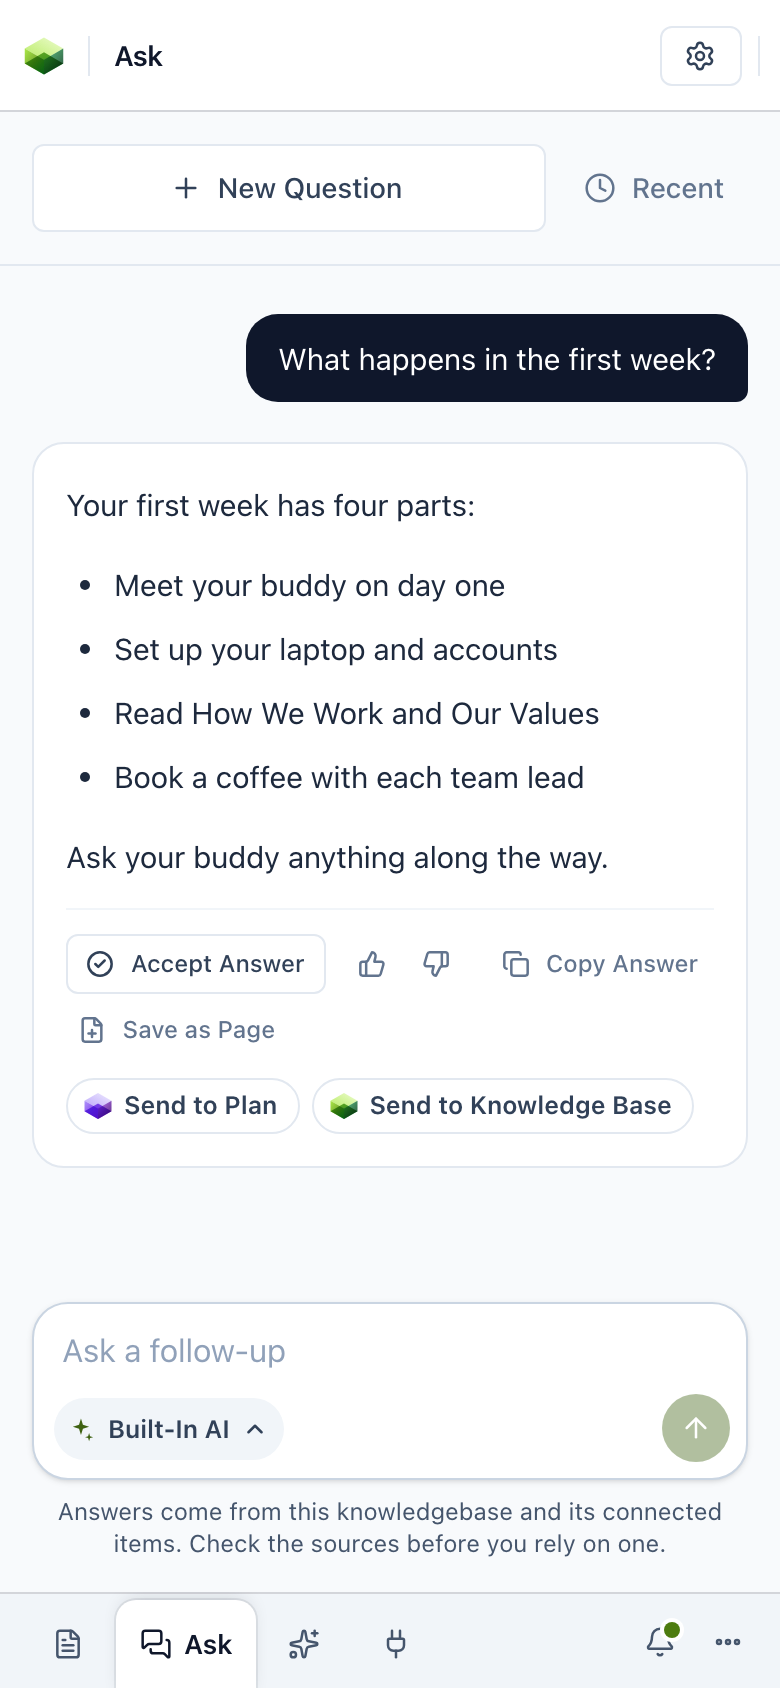 Ask
New Question
Recent
What happens in the first week?
Your first week has four parts:
• Meet your buddy on day one
• Set up your laptop and accounts
• Read How We Work and Our Values
• Book a coffee with each team lead
Ask your buddy anything along the way.
Accept Answer
Copy Answer
Save as Page
Send to Plan
Send to Knowledge Base
Ask a follow-up
Built-In AI
Answers come from this knowledgebase and its connected
items. Check the sources before you rely on one.
Ask